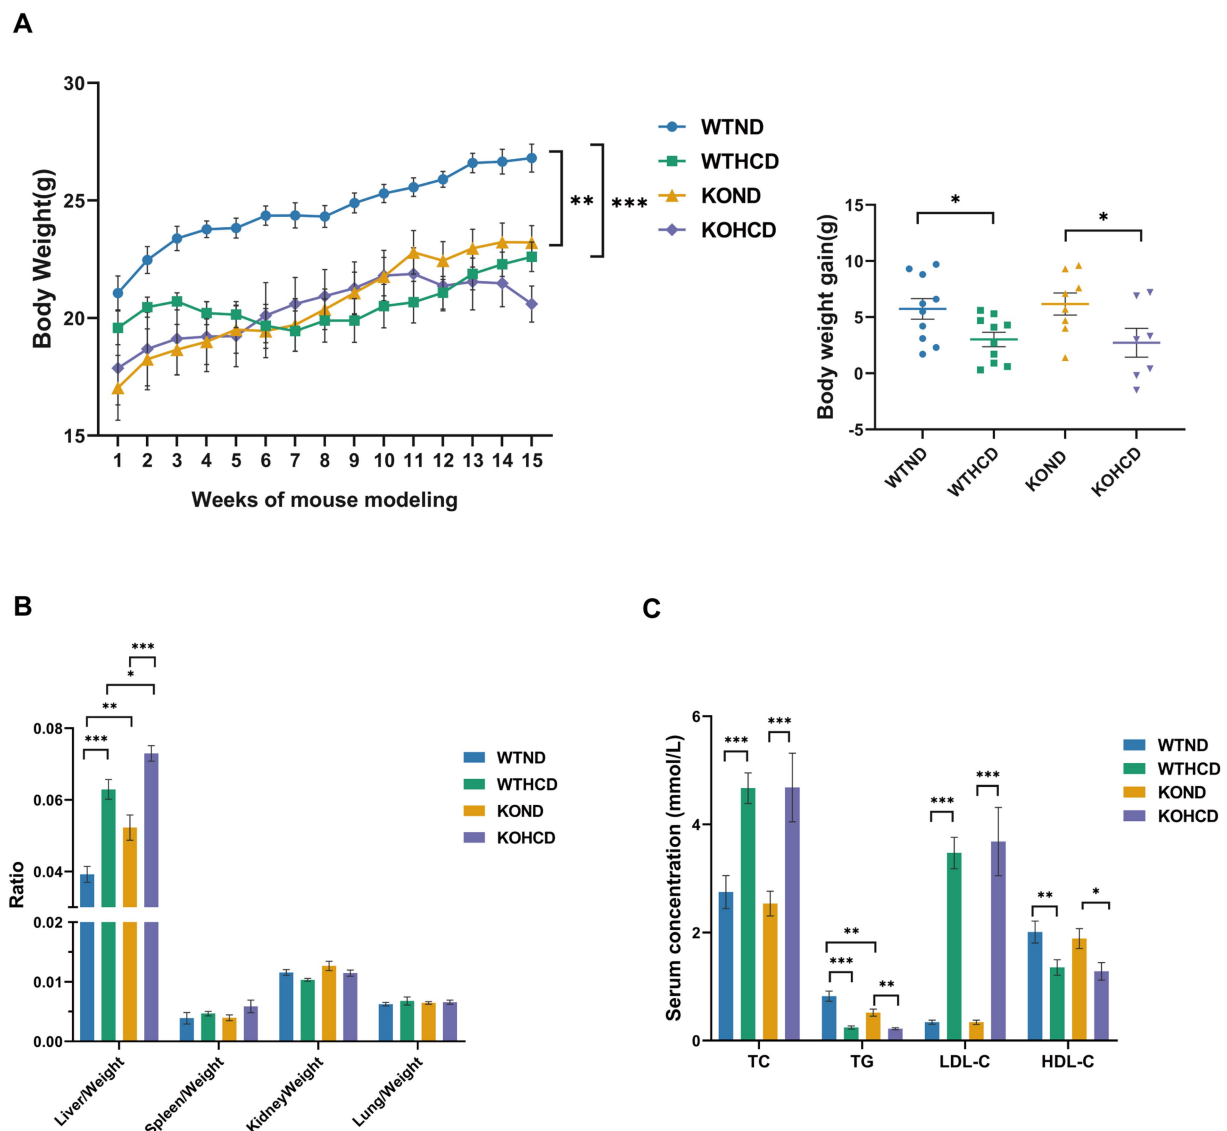 A
30
25
20
15
Body Weight(g)
1 2 3 4 5 6 7 8 9 10 11 12 13 14 15
Weeks of mouse modeling
**
***
WTND
WTHCD
KOND
KOHCD
15
10
5
0
-5
Body weight gain(g)
*
*
WTND
WTHCD
KOND
KOHCD
B
***
*
**
***
0.08
0.06
0.04
0.02
0.01
0.00
Ratio
Liver/Weight
Spleen/Weight
KidneyWeight
Lung/Weight
WTND
WTHCD
KOND
KOHCD
C
6
4
2
0
Serum concentration (mmol/L)
***
***
**
***
**
***
***
**
*
TC
TG
LDL-C
HDL-C
WTND
WTHCD
KOND
KOHCD